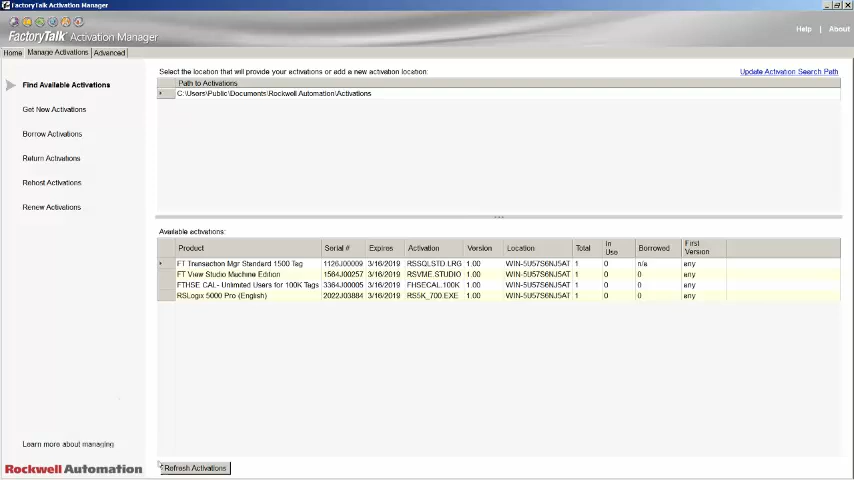 FactoryTalk Activation Manager
FactoryTalk Activation Manager
Help | About
Home Manage Activations Advanced
Find Available Activations
Get New Activations
Borrow Activations
Return Activations
Rehost Activations
Renew Activations
Learn more about managing
Rockwell Automation
Select the location that will provide your activations or add a new activation location:
Update Activation Search Path
Path to Activations
C:\Users\Public\Documents\Rockwell Automation\Activations
Available activations:
Product Serial # Expires Activation Version Location Total In Use Borrowed First Version
FT Transaction Mgr Standard 1500 Tag 1126J00009 3/16/2019 RSSQLSTD.LRG 1.00 WIN-5U57S6NJ5AT 1 0 n/a any
FT View Studio Machine Edition 1564J00257 3/16/2019 RSVME.STUDIO 1.00 WIN-5U57S6NJ5AT 1 0 0 any
FTHSE CAL- Unlimited Users for 100K Tags 3364J00005 3/16/2019 FHSECAL.100K 1.00 WIN-5U57S6NJ5AT 1 0 0 any
RSLogix 5000 Pro (English) 2022J03884 3/16/2019 RS5K_700.EXE 1.00 WIN-5U57S6NJ5AT 1 0 0 any
Refresh Activations